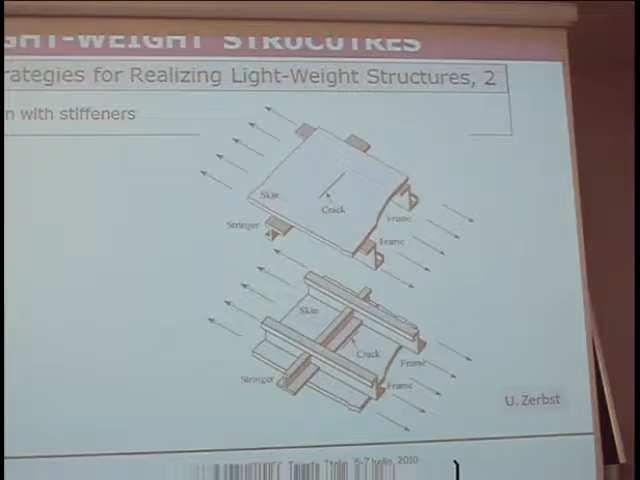 GHT-WEIGHT STRUCUTRES
rategies for Realizing Light-Weight Structures, 2
n with stiffeners
Skin
Crack
Stringer
Frame
Frame
Skin
Crack
Frame
Stringer
Frame
U. Zerbst
2010